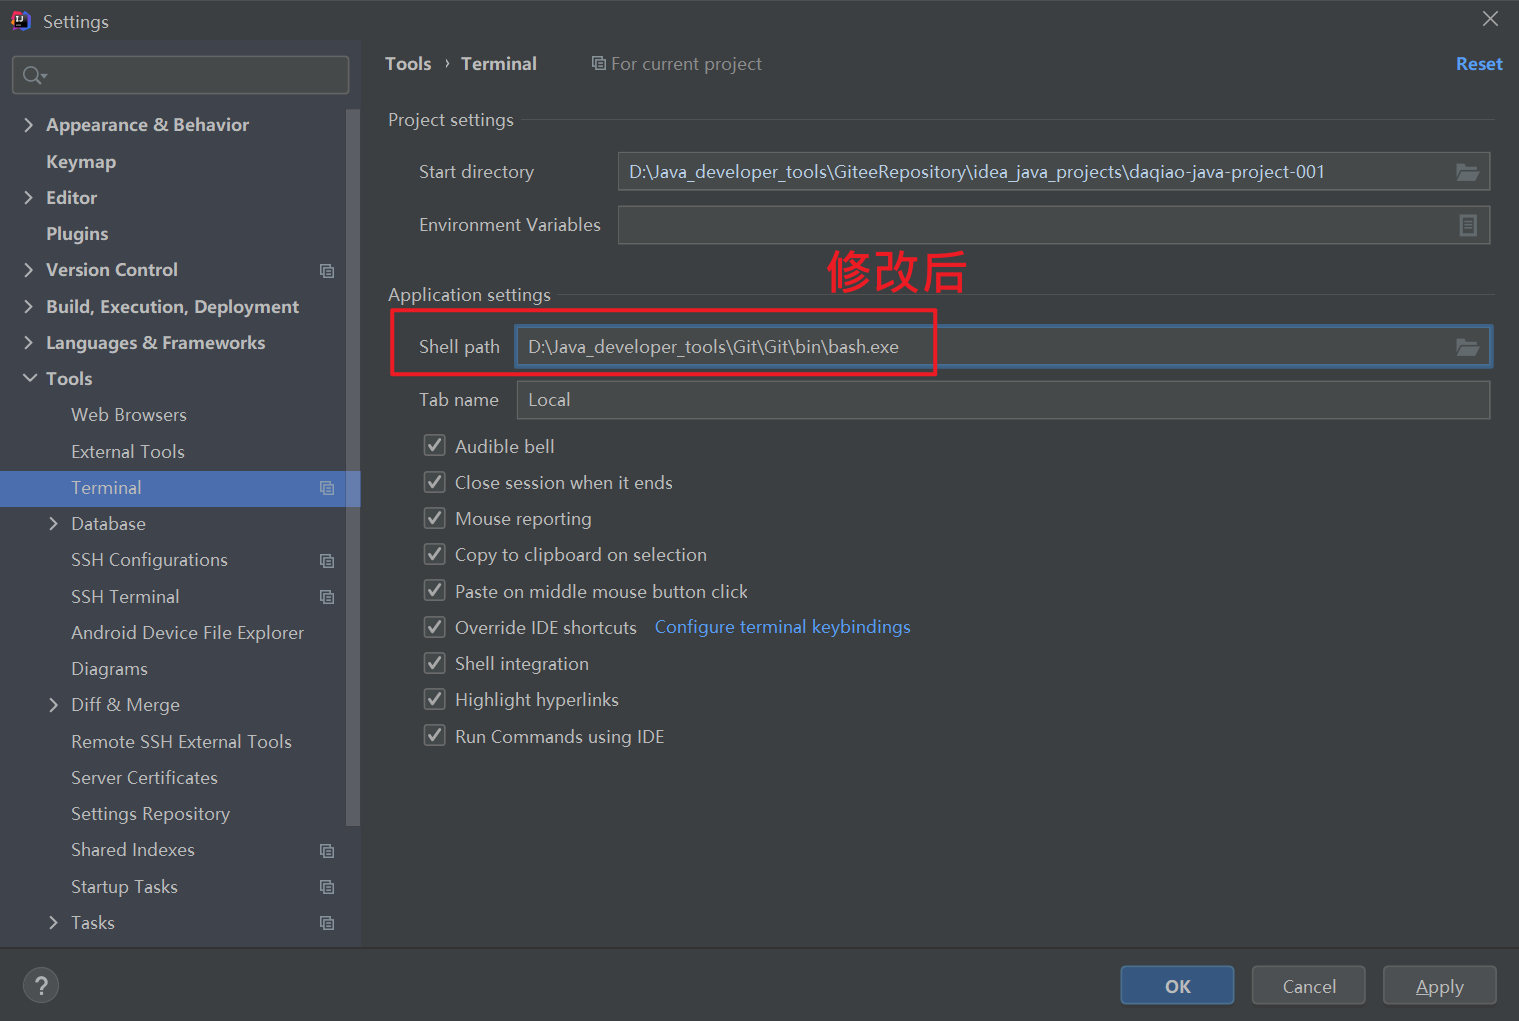 Settings
Appearance & Behavior
Keymap
Editor
Plugins
Version Control
Build, Execution, Deployment
Languages & Frameworks
Tools
Web Browsers
External Tools
Terminal
Database
SSH Configurations
SSH Terminal
Android Device File Explorer
Diagrams
Diff & Merge
Remote SSH External Tools
Server Certificates
Settings Repository
Shared Indexes
Startup Tasks
Tasks
Tools › Terminal For current project Reset
Project settings
Start directory D:\Java_developer_tools\GiteeRepository\idea_java_projects\daqiao-java-project-001
Environment Variables
修改后
Application settings
Shell path D:\Java_developer_tools\Git\Git\bin\bash.exe
Tab name Local
Audible bell
Close session when it ends
Mouse reporting
Copy to clipboard on selection
Paste on middle mouse button click
Override IDE shortcuts Configure terminal keybindings
Shell integration
Highlight hyperlinks
Run Commands using IDE
? OK Cancel Apply